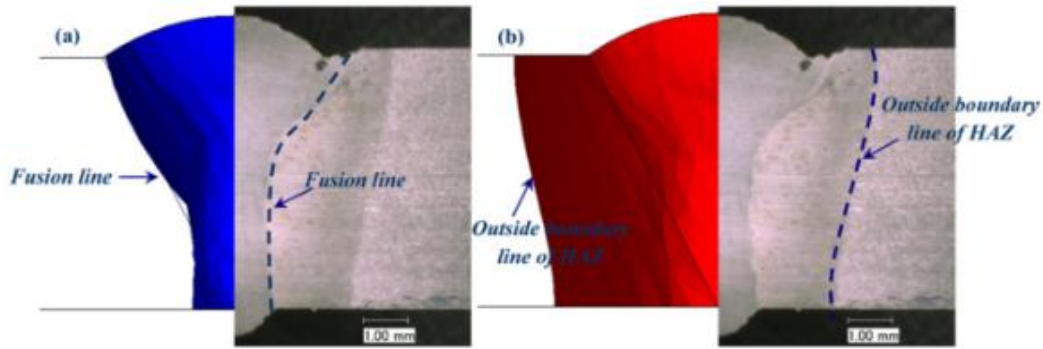 (a)
Fusion line
Fusion line
1.00 mm
(b)
Outside boundary
line of HAZ
Outside boundary
line of HAZ
1.00 mm